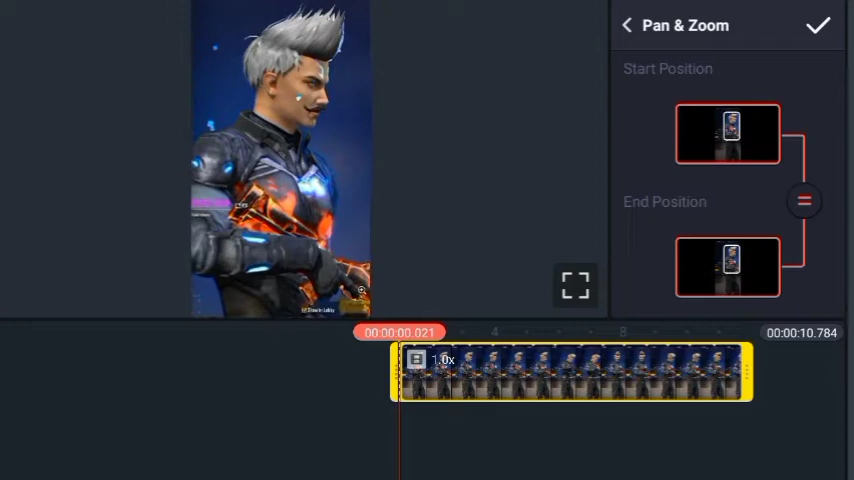 Pan & Zoom
Start Position
End Position
00:00:00.021
4
8
00:00:10.784
1.0x